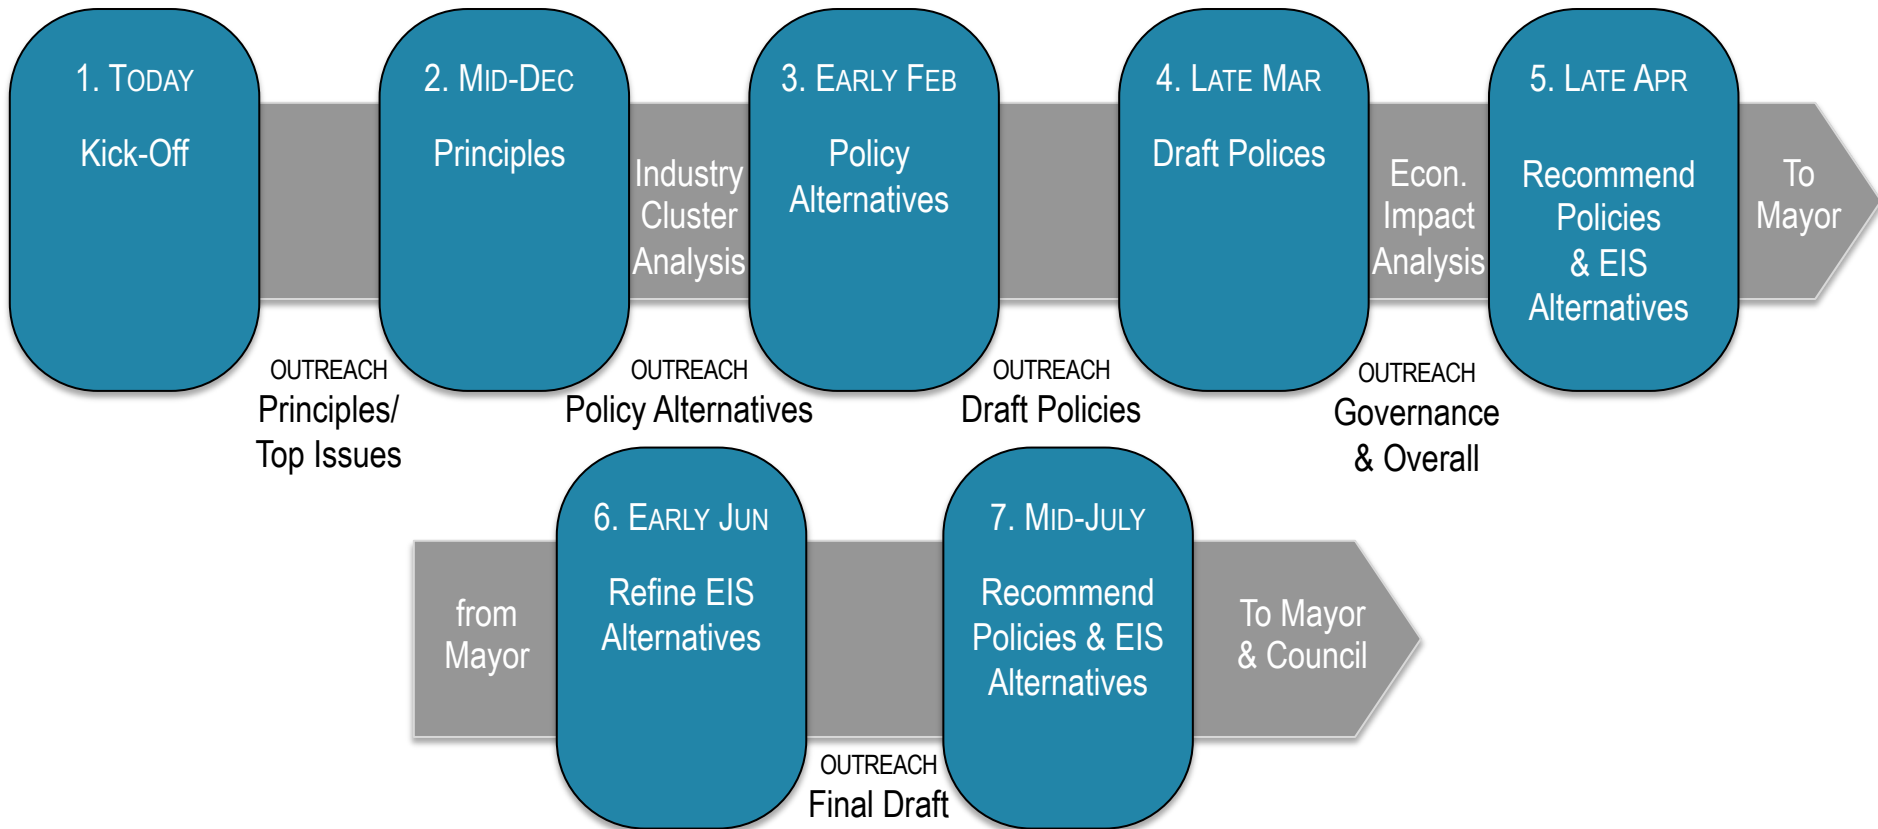 1. TODAY
Kick-Off
2. MID-DEC
Principles
Industry
Cluster
Analysis
3. EARLY FEB
Policy
Alternatives
4. LATE MAR
Draft Polices
Econ.
Impact
Analysis
5. LATE APR
Recommend
Policies
& EIS
Alternatives
To
Mayor
OUTREACH
Principles/
Top Issues
OUTREACH
Policy Alternatives
OUTREACH
Draft Policies
OUTREACH
Governance
& Overall
from
Mayor
6. EARLY JUN
Refine EIS
Alternatives
7. MID-JULY
Recommend
Policies & EIS
Alternatives
To Mayor
& Council
OUTREACH
Final Draft